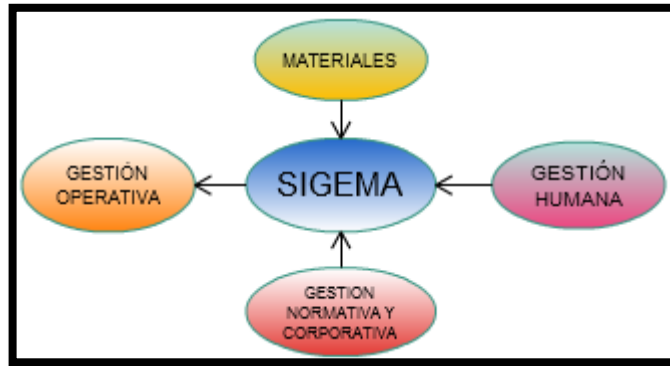 MATERIALES
GESTIÓN
OPERATIVA
SIGEMA
GESTIÓN
HUMANA
GESTION
NORMATIVA Y
CORPORATIVA